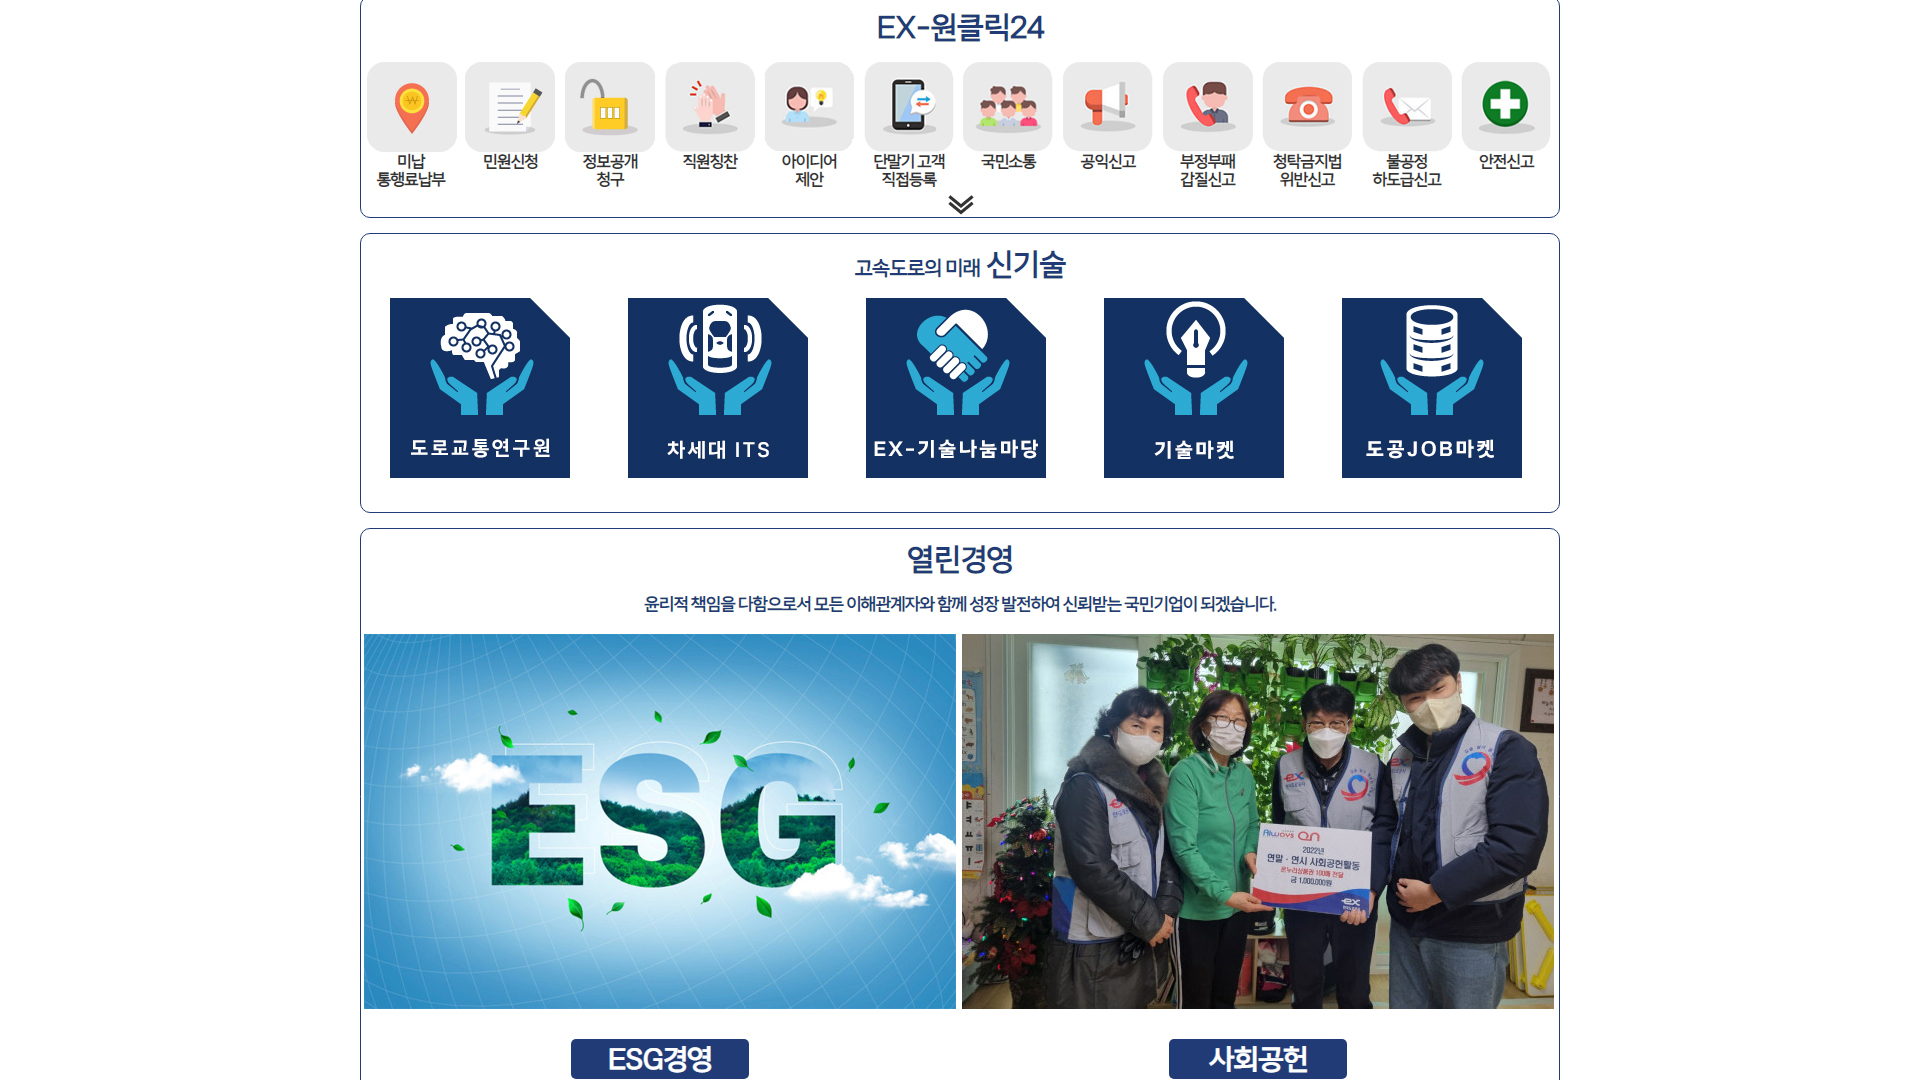 EX-원클릭24
미납
통행료납부
민원신청
정보공개
청구
직원칭찬
아이디어
제안
단말기 고객
직접등록
국민소통
공익신고
부정부패
갑질신고
청탁금지법
위반신고
불공정
하도급신고
안전신고
고속도로의 미래 신기술
도로교통연구원
차세대 ITS
EX-기술나눔마당
기술마켓
도공JOB마켓
열린경영
윤리적 책임을 다함으로서 모든 이해관계자와 함께 성장 발전하여 신뢰받는 국민기업이 되겠습니다.
ESG
Always on
2022년
연말 - 연시 사회공헌활동
온누리상품권 100매 전달
금 1,000,000원
ex
ESG경영
사회공헌